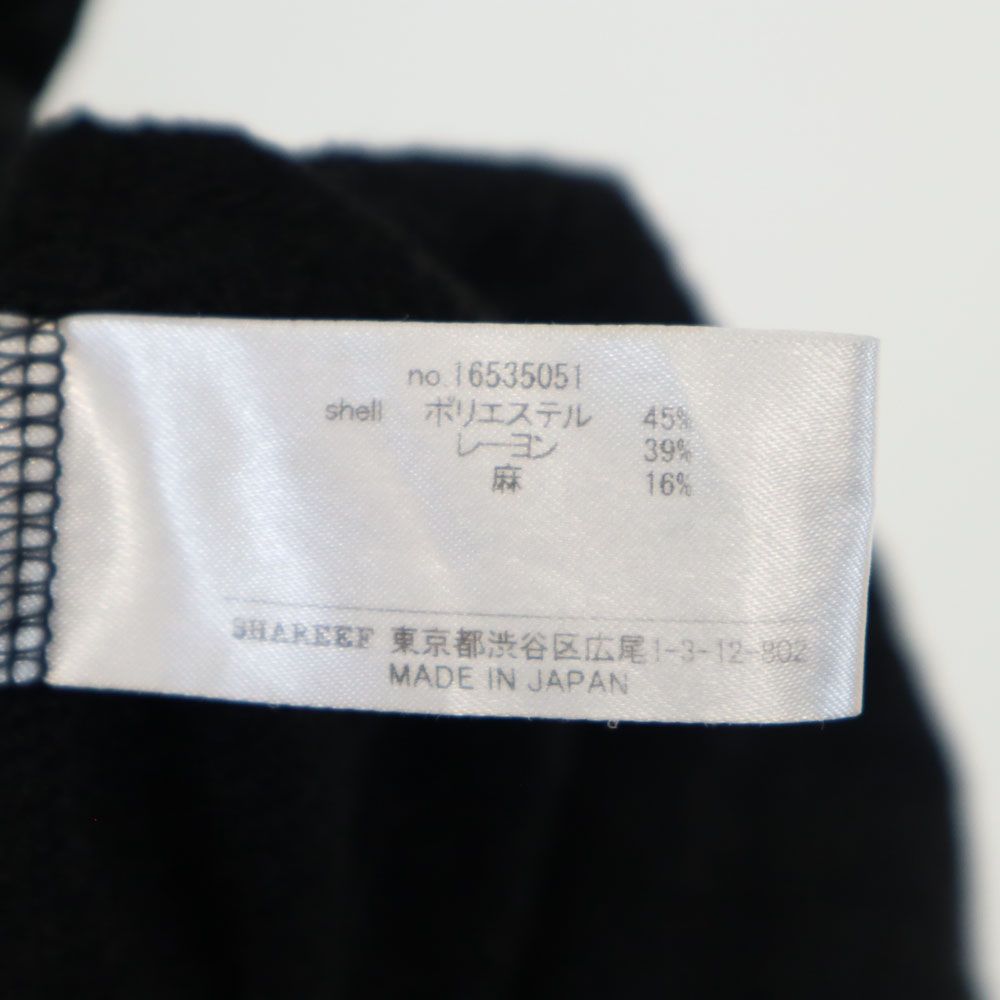 no.16535051
shell ポリエステル 45%
レーヨン 39%
麻 16%
SHAREEF 東京都渋谷区広尾1-3-12-802
MADE IN JAPAN